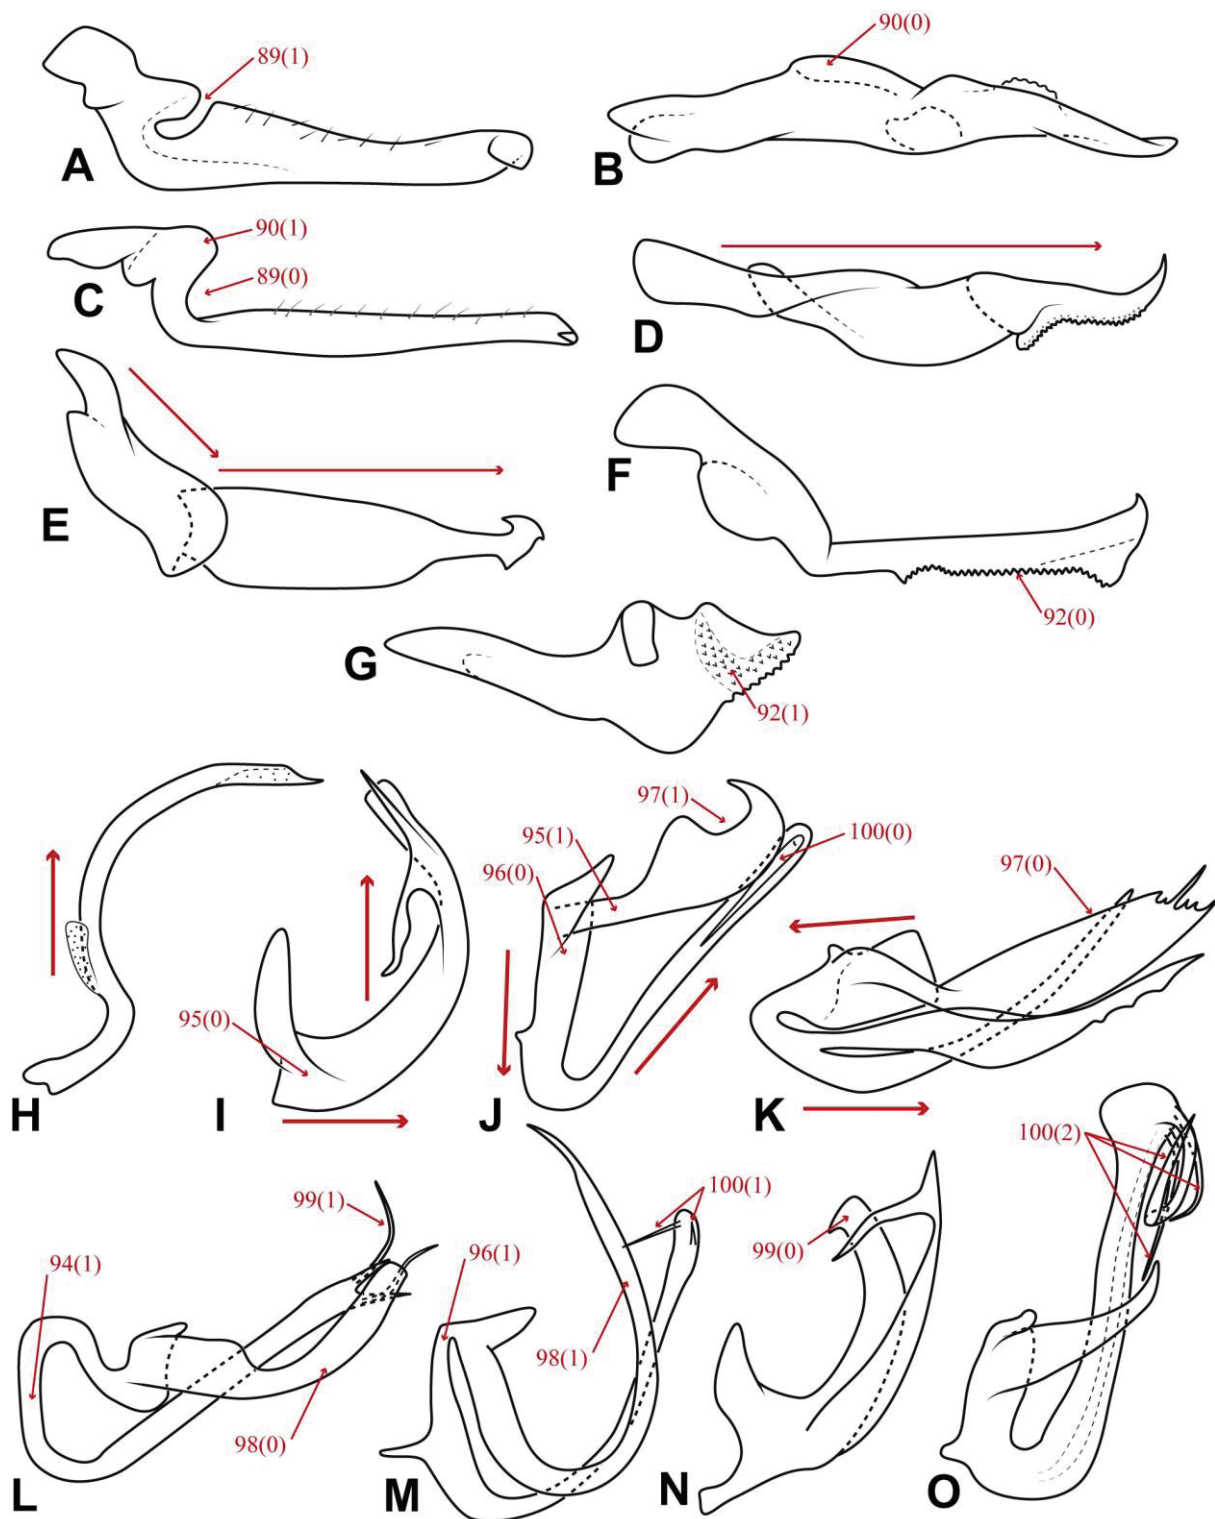 89(1)
90(0)
A
B
90(1)
89(0)
C
D
E
F
92(0)
G
92(1)
97(1)
95(1)
100(0)
96(0)
97(0)
95(0)
H
I
J
K
100(2)
99(1)
100(1)
94(1)
96(1)
99(0)
98(1)
98(0)
L
M
N
O